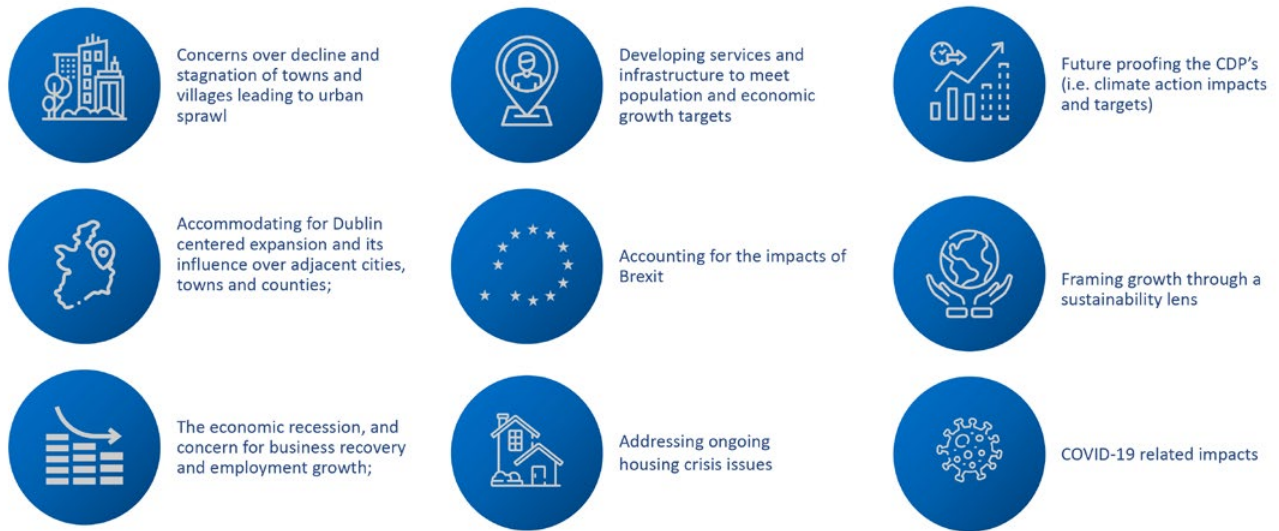 Concerns over decline and
stagnation of towns and
villages leading to urban
sprawl
Developing services and
infrastructure to meet
population and economic
growth targets
Future proofing the CDP's
(i.e. climate action impacts
and targets)
Accommodating for Dublin
centered expansion and its
influence over adjacent cities,
towns and counties;
Accounting for the impacts of
Brexit
Framing growth through a
sustainability lens
The economic recession, and
concern for business recovery
and employment growth;
Addressing ongoing
housing crisis issues
COVID-19 related impacts